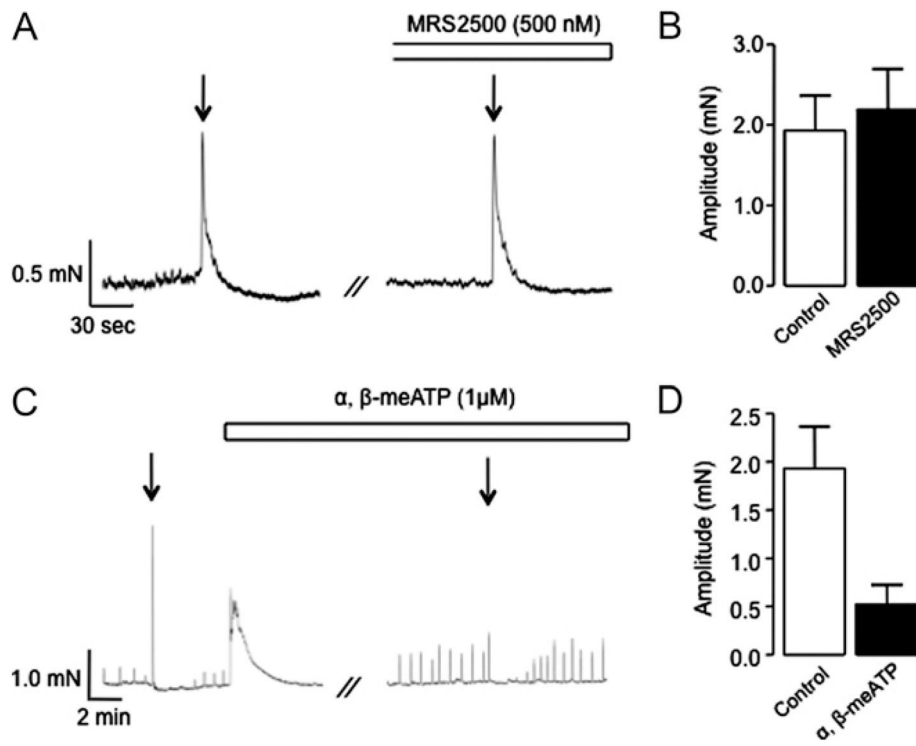 A
MRS2500 (500 nM)
0.5 mN
30 sec
B
Amplitude (mN)
3.0
2.0
1.0
0.0
Control
MRS2500
C
α, β-meATP (1μM)
1.0 mN
2 min
D
Amplitude (mN)
2.5
2.0
1.5
1.0
0.5
0.0
Control
α, β-meATP